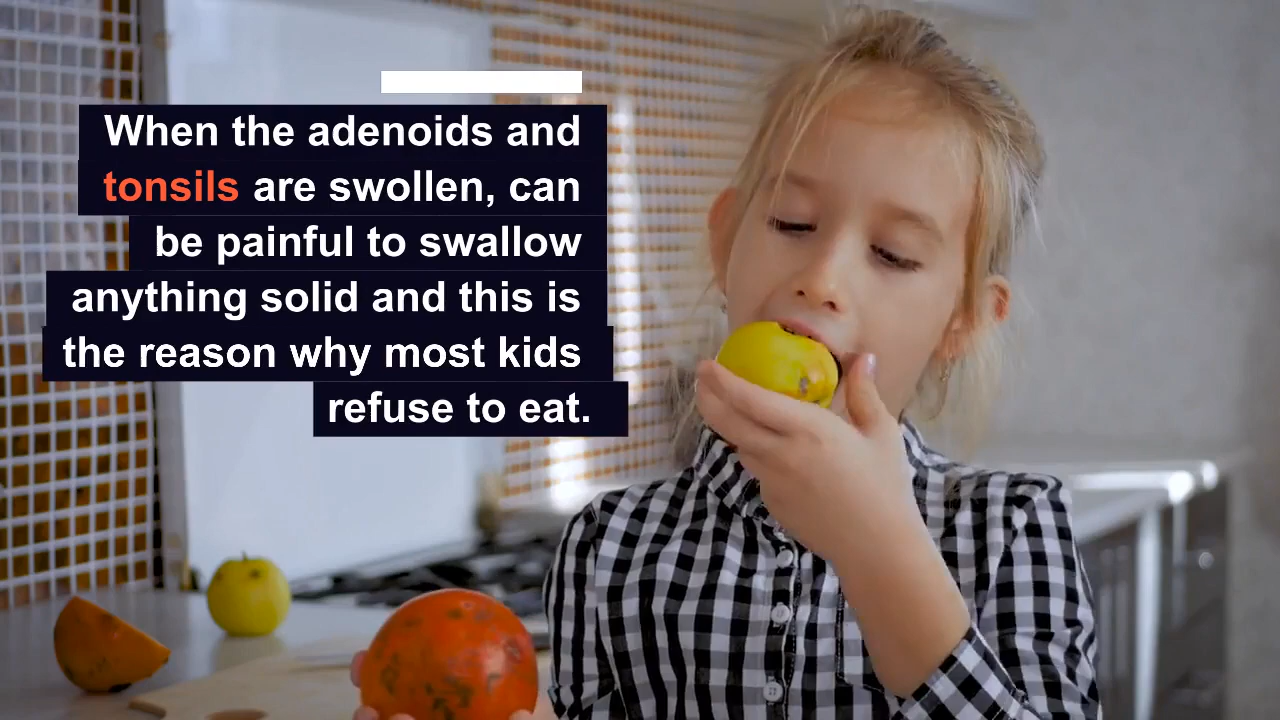 When the adenoids and
tonsils are swollen, can
be painful to swallow
anything solid and this is
the reason why most kids
refuse to eat.